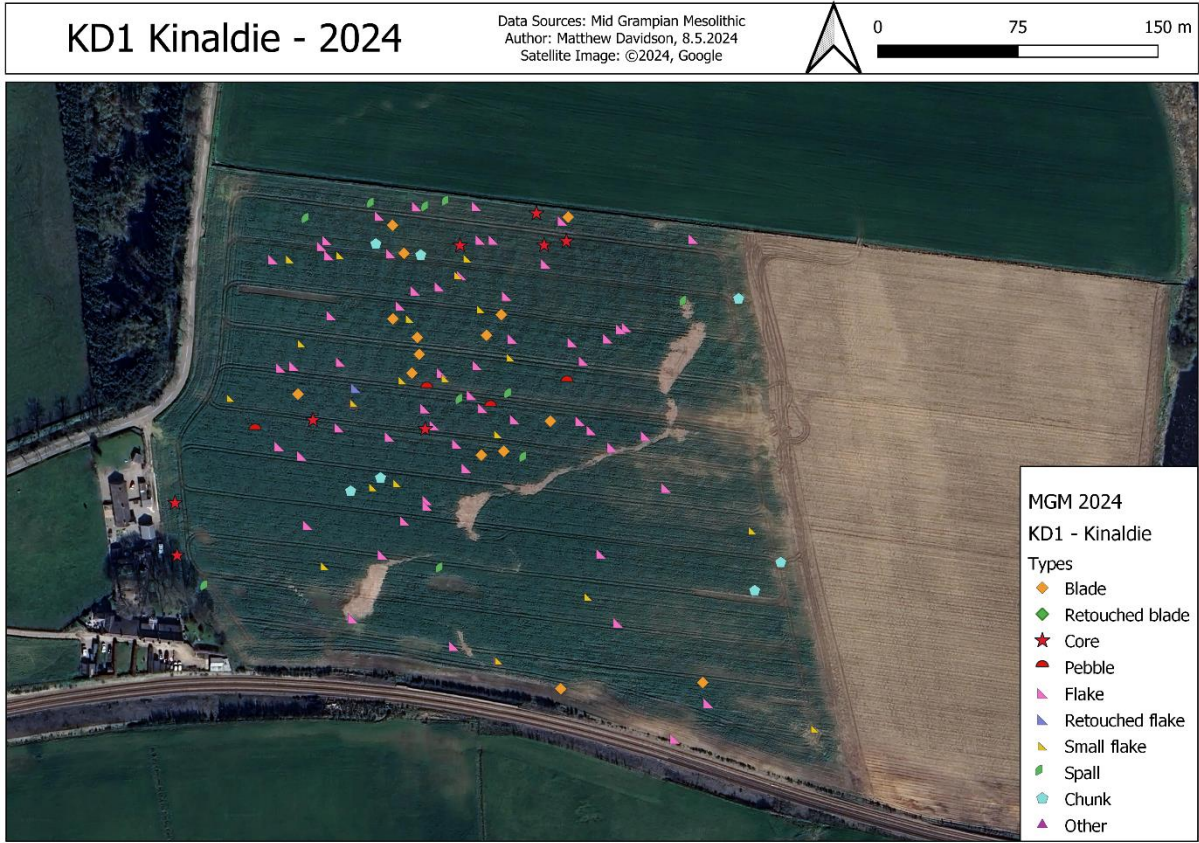 KD1 Kinaldie - 2024
Data Sources: Mid Grampian Mesolithic
Author: Matthew Davidson, 8.5.2024
Satellite Image: ©2024, Google
0 75 150 m
MGM 2024
KD1 - Kinaldie
Types
Blade
Retouched blade
Core
Pebble
Flake
Retouched flake
Small flake
Spall
Chunk
Other